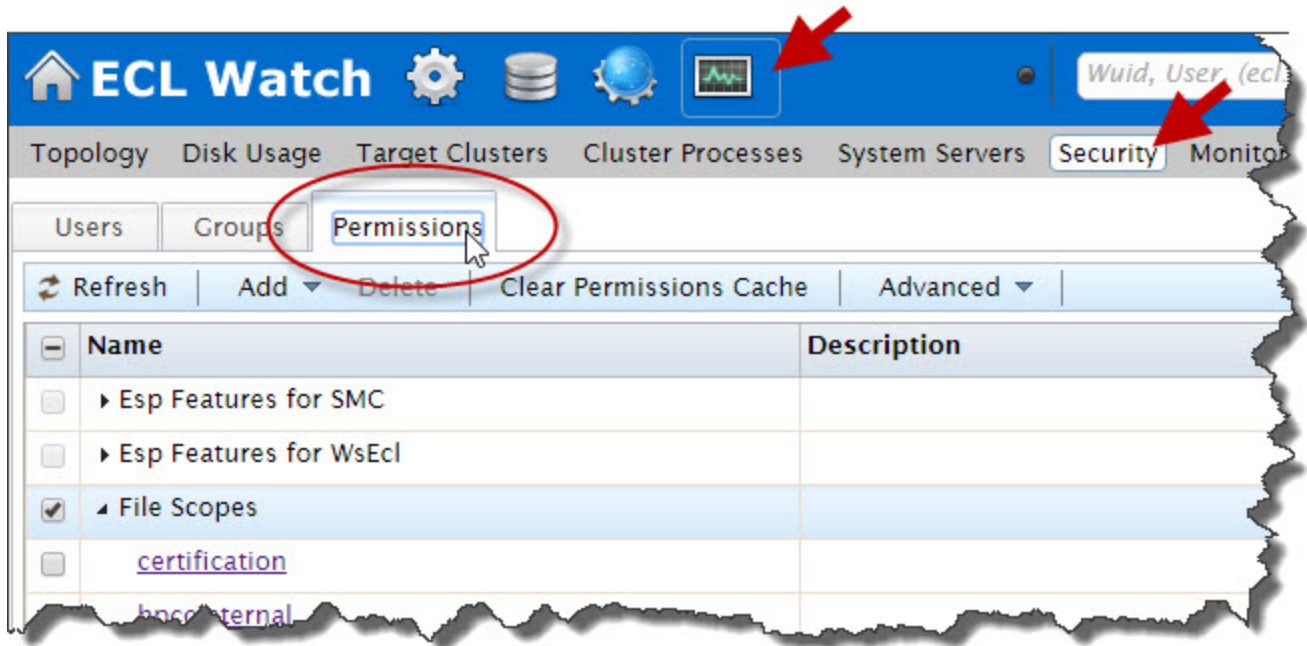 ECL Watch Wuid, User, (ecl
Topology Disk Usage Target Clusters Cluster Processes System Servers Security Monitor
Users Groups Permissions
Refresh Add Delete Clear Permissions Cache Advanced
Name Description
Esp Features for SMC
Esp Features for WsEcl
File Scopes
certification